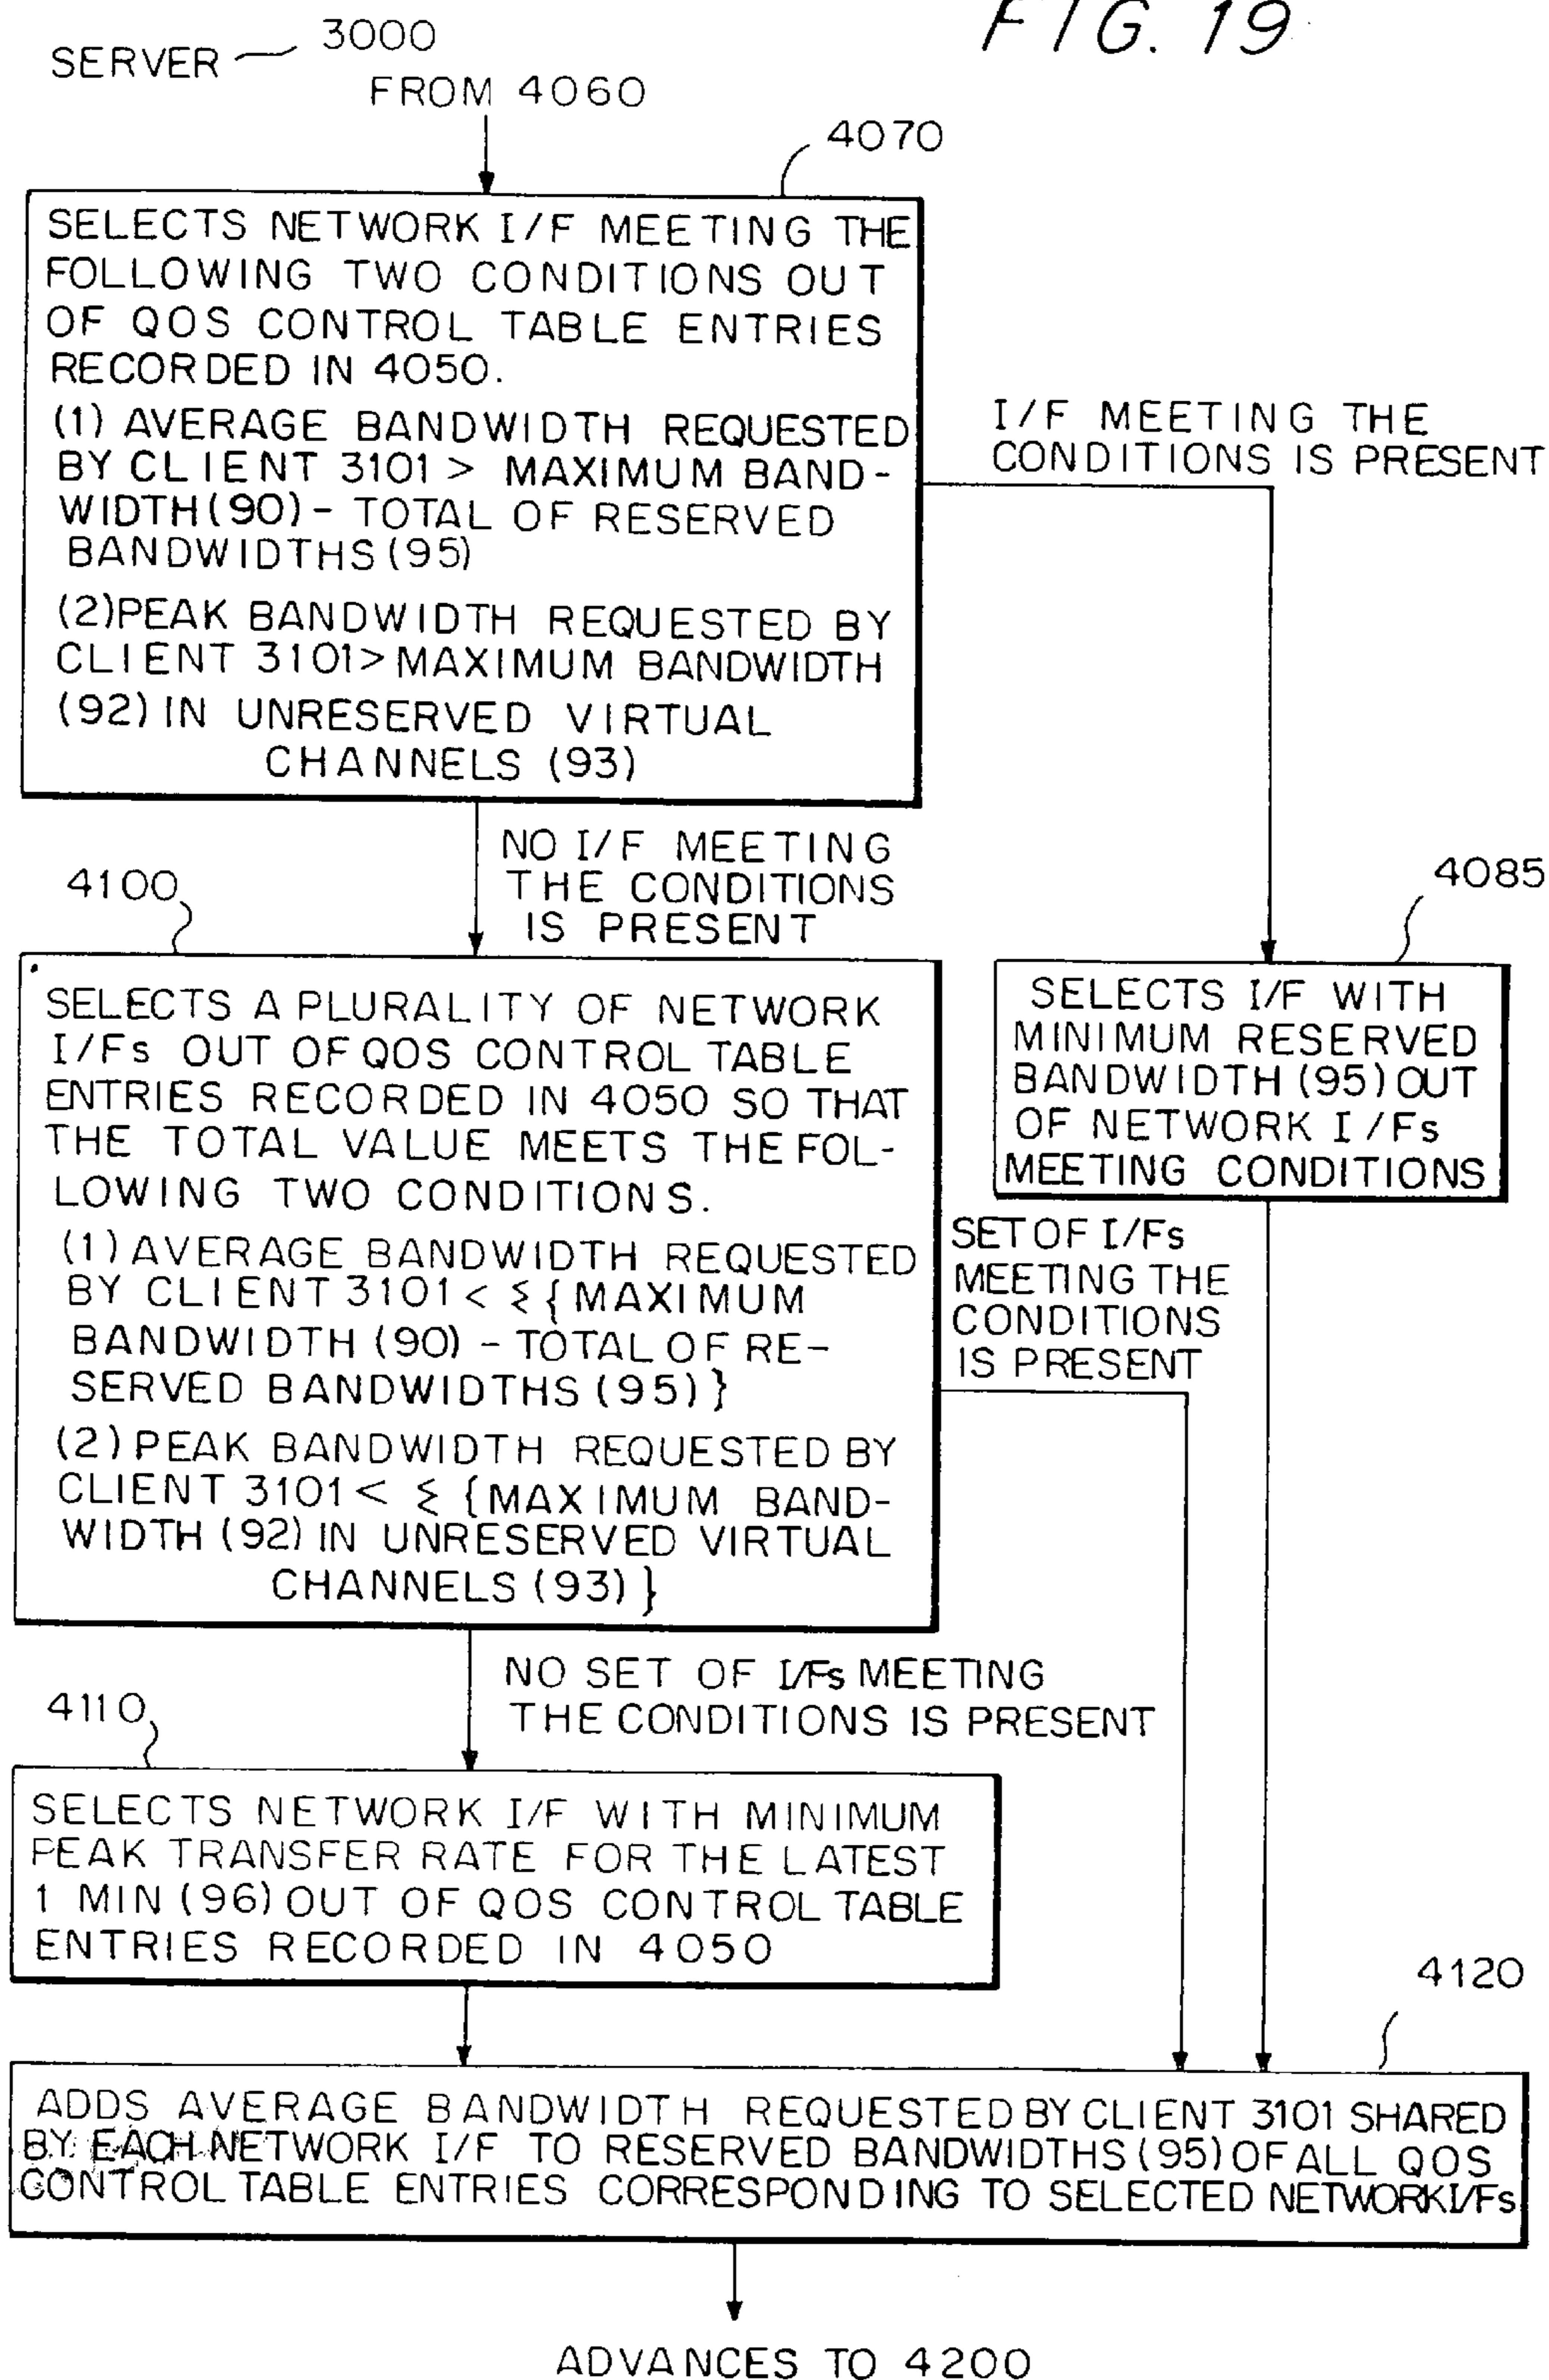 FIG. 19
SERVER 3000
FROM 4060
4070
SELECTS NETWORK I/F MEETING THE
FOLLOWING TWO CONDITIONS OUT
OF QOS CONTROL TABLE ENTRIES
RECORDED IN 4050.
(1) AVERAGE BANDWIDTH REQUESTED
BY CLIENT 3101 > MAXIMUM BAND-
WIDTH(90) - TOTAL OF RESERVED
BANDWIDTHS(95)
(2)PEAK BANDWIDTH REQUESTED BY
CLIENT 3101>MAXIMUM BANDWIDTH
(92) IN UNRESERVED VIRTUAL
CHANNELS (93)
I/F MEETING THE
CONDITIONS IS PRESENT
NO I/F MEETING
THE CONDITIONS
IS PRESENT
4100
4085
SELECTS A PLURALITY OF NETWORK
I/Fs OUT OF QOS CONTROL TABLE
ENTRIES RECORDED IN 4050 SO THAT
THE TOTAL VALUE MEETS THE FOL-
LOWING TWO CONDITIONS.
(1) AVERAGE BANDWIDTH REQUESTED
BY CLIENT 3101 < Σ { MAXIMUM
BANDWIDTH (90) - TOTAL OF RE-
SERVED BANDWIDTHS (95) }
(2) PEAK BANDWIDTH REQUESTED BY
CLIENT 3101 < Σ {MAXIMUM BAND-
WIDTH (92) IN UNRESERVED VIRTUAL
CHANNELS (93) }
SELECTS I/F WITH
MINIMUM RESERVED
BANDWIDTH (95) OUT
OF NETWORK I/Fs
MEETING CONDITIONS
SET OF I/Fs
MEETING THE
CONDITIONS
IS PRESENT
NO SET OF I/Fs MEETING
THE CONDITIONS IS PRESENT
4110
SELECTS NETWORK I/F WITH MINIMUM
PEAK TRANSFER RATE FOR THE LATEST
1 MIN (96) OUT OF QOS CONTROL TABLE
ENTRIES RECORDED IN 4050
4120
ADDS AVERAGE BANDWIDTH REQUESTED BY CLIENT 3101 SHARED
BY EACH NETWORK I/F TO RESERVED BANDWIDTHS (95) OF ALL QOS
CONTROL TABLE ENTRIES CORRESPONDING TO SELECTED NETWORK I/Fs
ADVANCES TO 4200